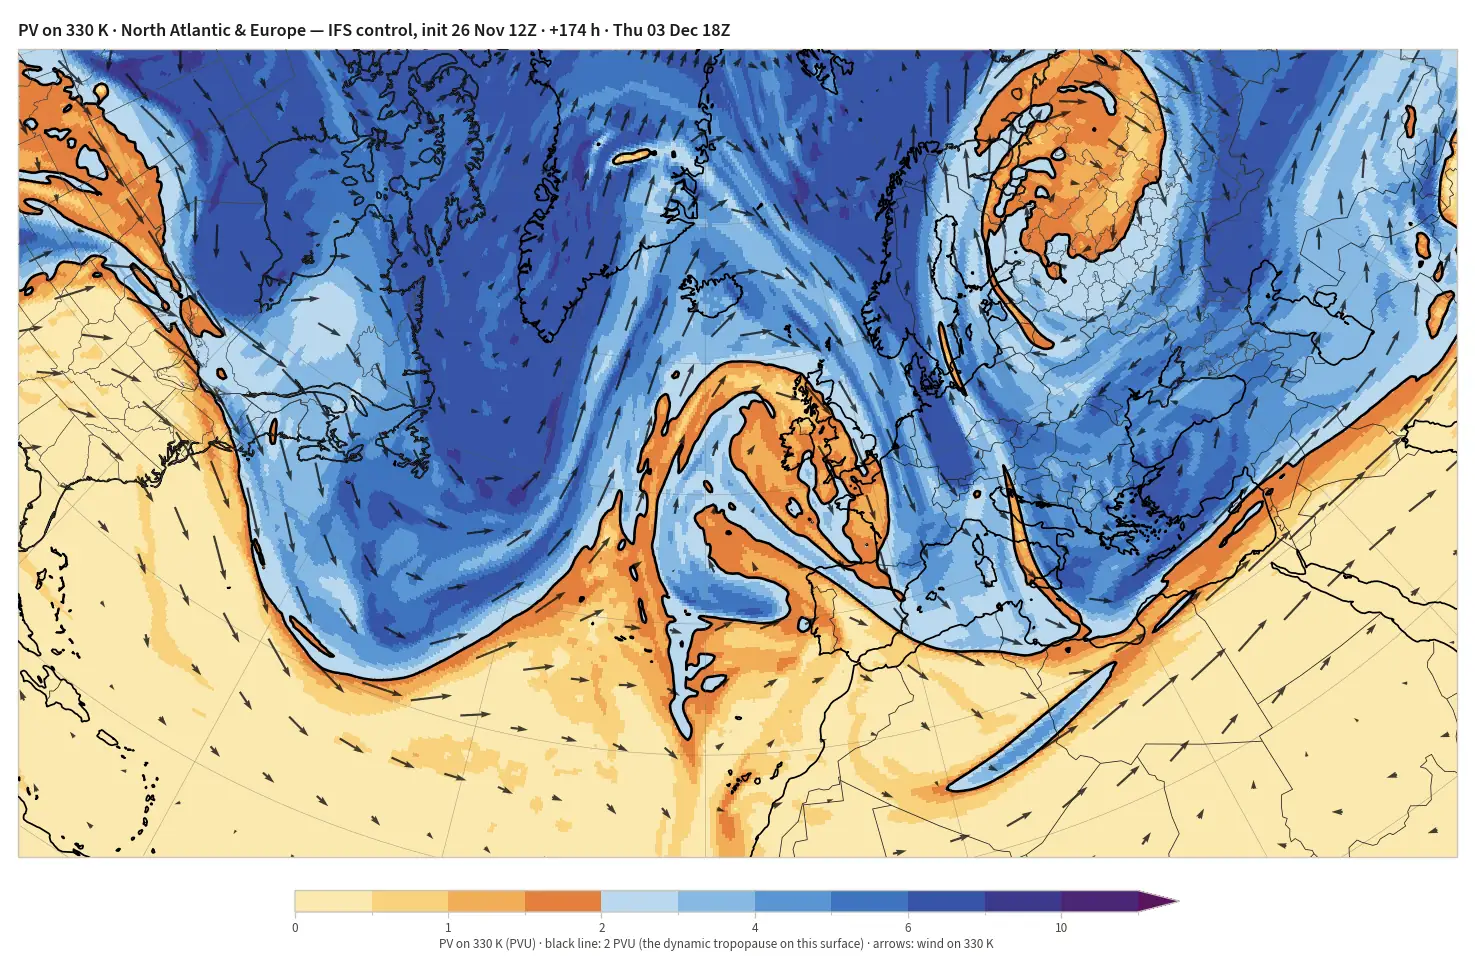 PV on 330 K · North Atlantic & Europe — IFS control, init 26 Nov 12Z · +174 h · Thu 03 Dec 18Z
0 1 2 4 6 10
PV on 330 K (PVU) · black line: 2 PVU (the dynamic tropopause on this surface) · arrows: wind on 330 K